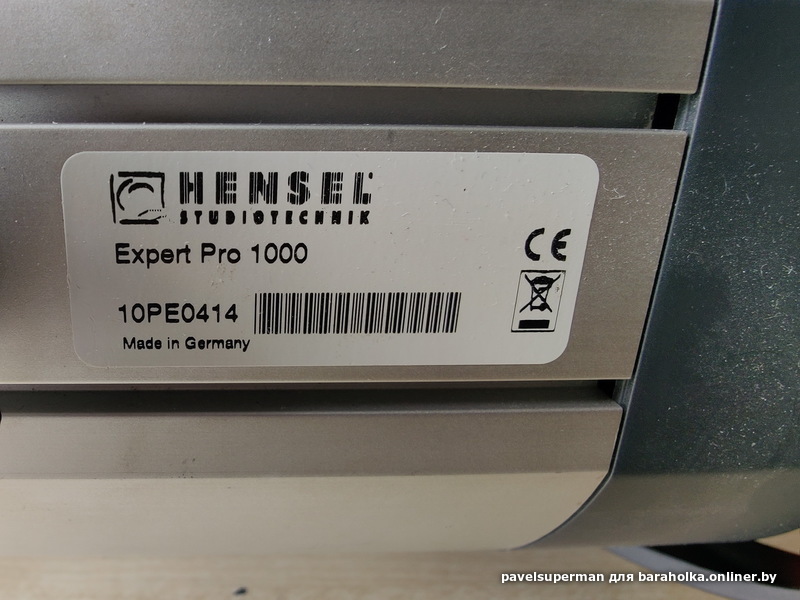 HENSEL
STUDIOTECHNIK
Expert Pro 1000
CE
10PE0414
Made in Germany
pavelsuperman для baraholka.onliner.by